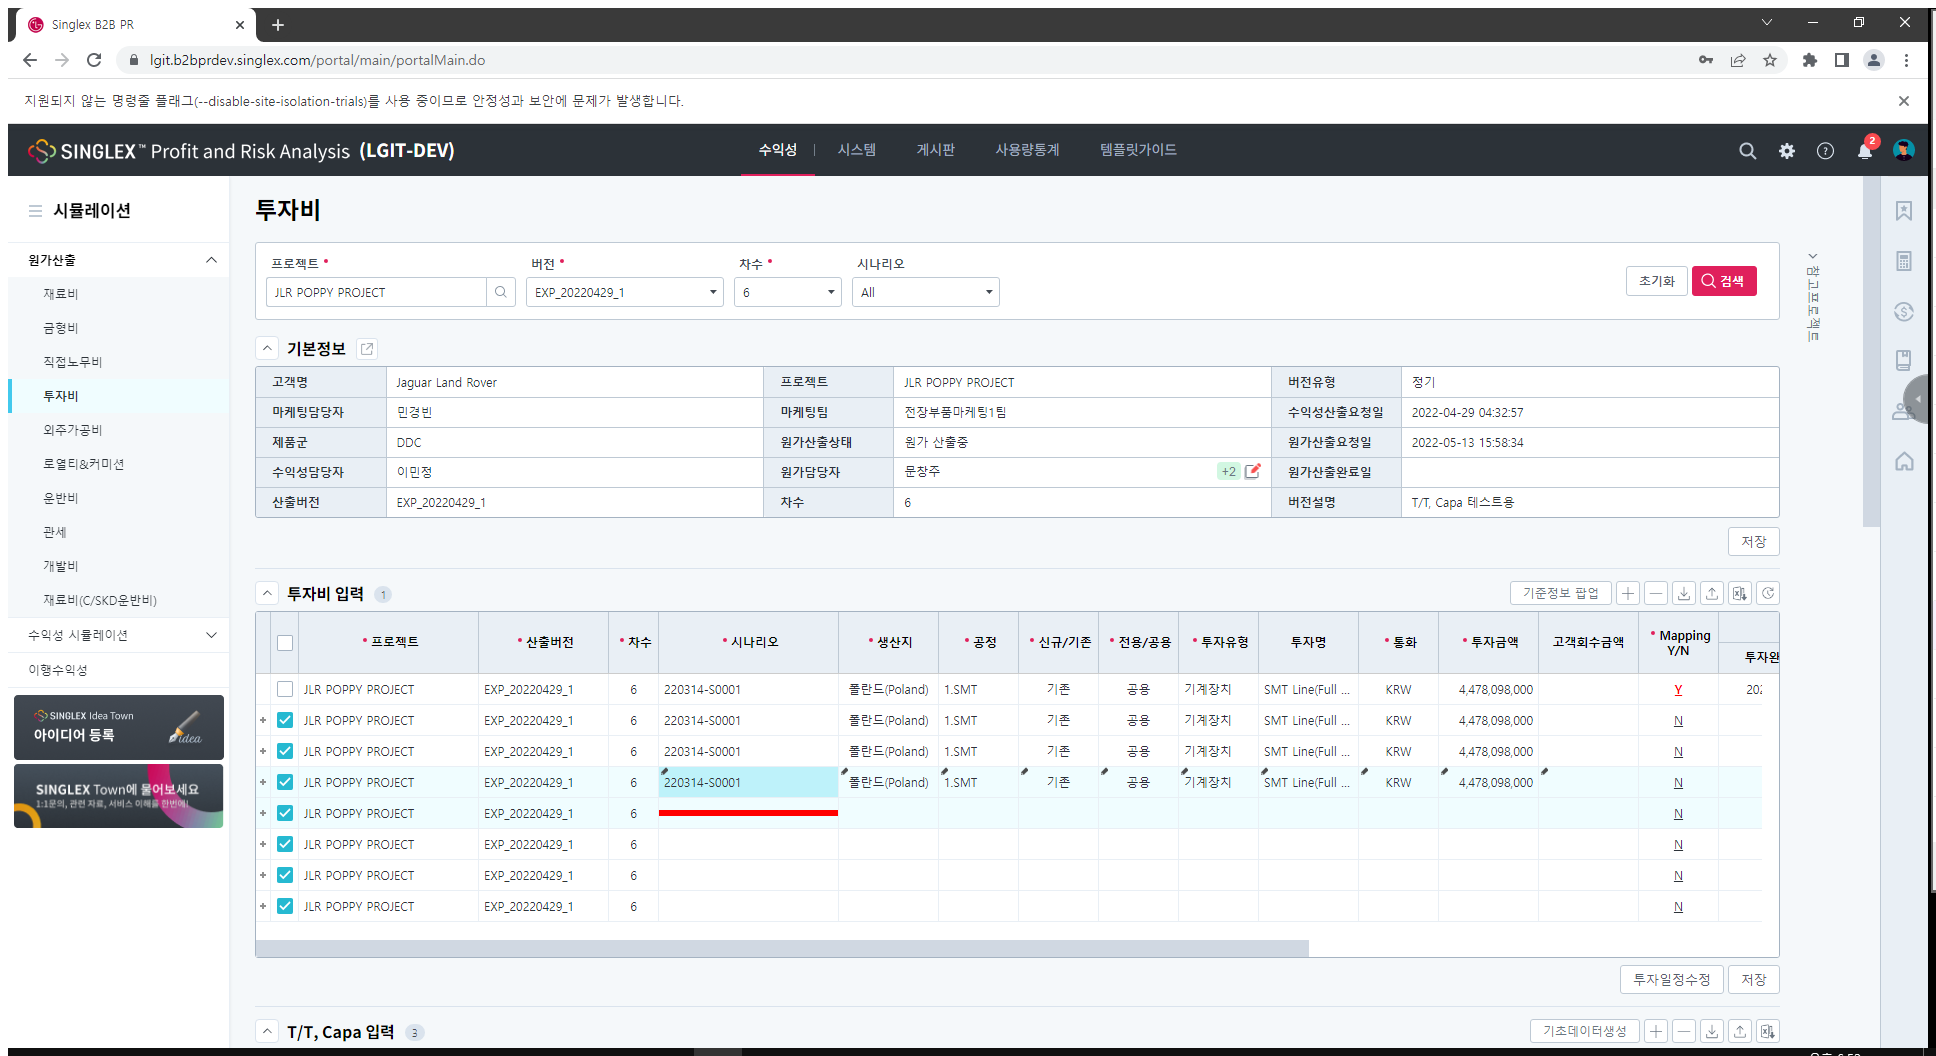 Singlex B2B PR
lgit.b2bprdev.singlex.com/portal/main/portalMain.do
지원되지 않는 명령줄 플래그(--disable-site-isolation-trials)를 사용 중이므로 안정성과 보안에 문제가 발생합니다.
SINGLEX™ Profit and Risk Analysis (LGIT-DEV)
수익성 시스템 게시판 사용량통계 템플릿가이드
2
시뮬레이션
원가산출
재료비
금형비
직접노무비
투자비
외주가공비
로열티&커미션
운반비
관세
개발비
재료비(C/SKD운반비)
수익성 시뮬레이션
이행수익성
SINGLEX Idea Town
아이디어 등록
idea
SINGLEX Town에 물어보세요
1:1문의, 관련 자료, 서비스 이해를 한번에!
투자비
프로젝트 * 버전 * 차수 * 시나리오
JLR POPPY PROJECT EXP_20220429_1 6 All
초기화 검색
참고프로젝트
기본정보
고객명 Jaguar Land Rover 프로젝트 JLR POPPY PROJECT 버전유형 정기
마케팅담당자 민경빈 마케팅팀 전장부품마케팅1팀 수익성산출요청일 2022-04-29 04:32:57
제품군 DDC 원가산출상태 원가 산출중 원가산출요청일 2022-05-13 15:58:34
수익성담당자 이민정 원가담당자 문창주 +2 원가산출완료일
산출버전 EXP_20220429_1 차수 6 버전설명 T/T, Capa 테스트용
저장
투자비 입력 1
기준정보 팝업
* 프로젝트 * 산출버전 * 차수 * 시나리오 * 생산지 * 공정 * 신규/기존 * 전용/공용 * 투자유형 투자명 * 통화 * 투자금액 고객회수금액 * Mapping Y/N 투자완
JLR POPPY PROJECT EXP_20220429_1 6 220314-S0001 폴란드(Poland) 1.SMT 기존 공용 기계장치 SMT Line(Full ... KRW 4,478,098,000 Y 202
JLR POPPY PROJECT EXP_20220429_1 6 220314-S0001 폴란드(Poland) 1.SMT 기존 공용 기계장치 SMT Line(Full ... KRW 4,478,098,000 N
JLR POPPY PROJECT EXP_20220429_1 6 220314-S0001 폴란드(Poland) 1.SMT 기존 공용 기계장치 SMT Line(Full ... KRW 4,478,098,000 N
JLR POPPY PROJECT EXP_20220429_1 6 220314-S0001 폴란드(Poland) 1.SMT 기존 공용 기계장치 SMT Line(Full ... KRW 4,478,098,000 N
JLR POPPY PROJECT EXP_20220429_1 6 N
JLR POPPY PROJECT EXP_20220429_1 6 N
JLR POPPY PROJECT EXP_20220429_1 6 N
JLR POPPY PROJECT EXP_20220429_1 6 N
투자일정수정 저장
T/T, Capa 입력 3
기초데이터생성